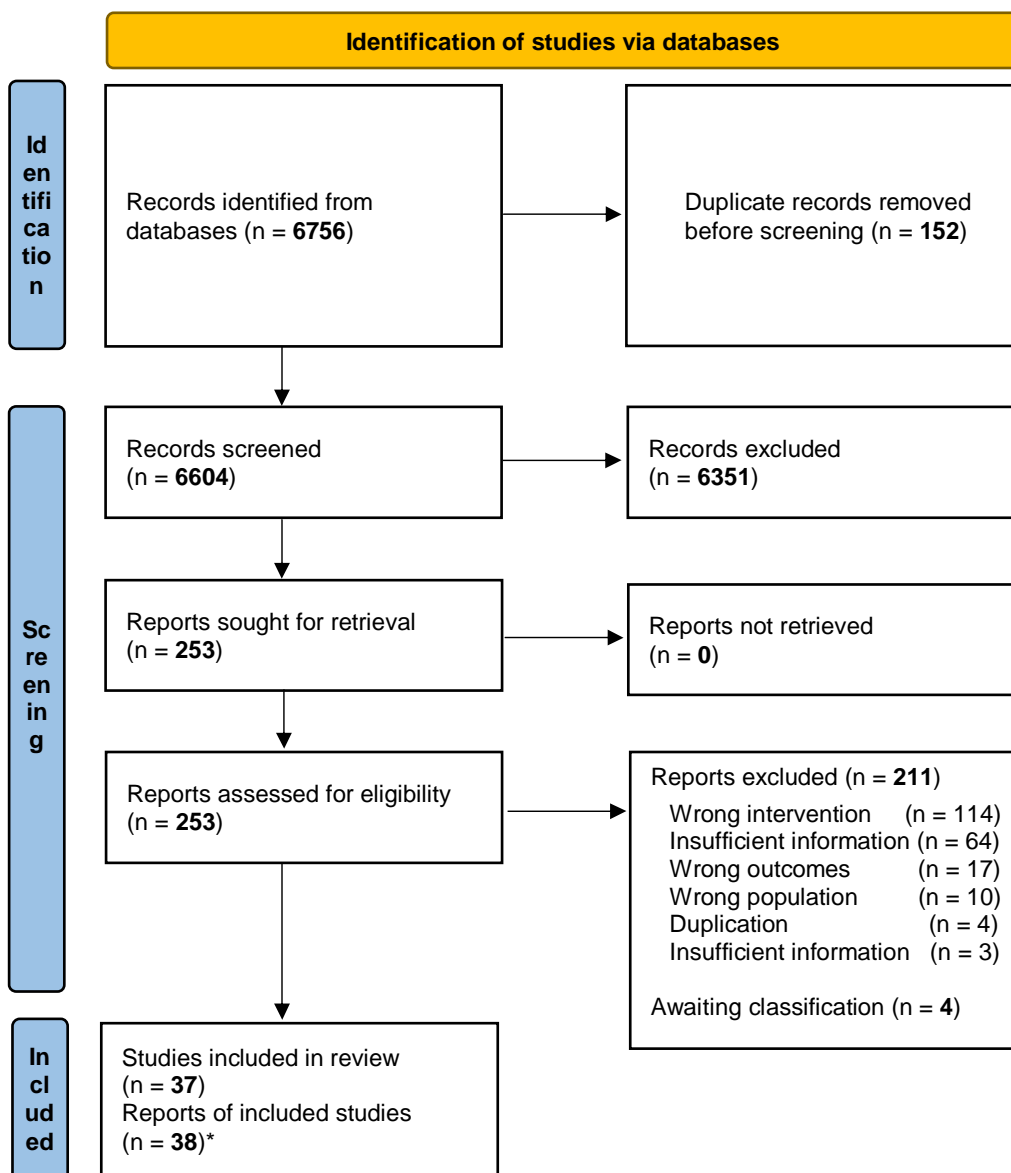 Identification of studies via databases
Id
en
tifi
ca
tio
n
Records identified from
databases (n = 6756)
Duplicate records removed
before screening (n = 152)
Sc
re
en
in
g
Records screened
(n = 6604)
Records excluded
(n = 6351)
Reports sought for retrieval
(n = 253)
Reports not retrieved
(n = 0)
Reports assessed for eligibility
(n = 253)
Reports excluded (n = 211)
Wrong intervention (n = 114)
Insufficient information (n = 64)
Wrong outcomes (n = 17)
Wrong population (n = 10)
Duplication (n = 4)
Insufficient information (n = 3)
Awaiting classification (n = 4)
In
cl
ud
ed
Studies included in review
(n = 37)
Reports of included studies
(n = 38)*